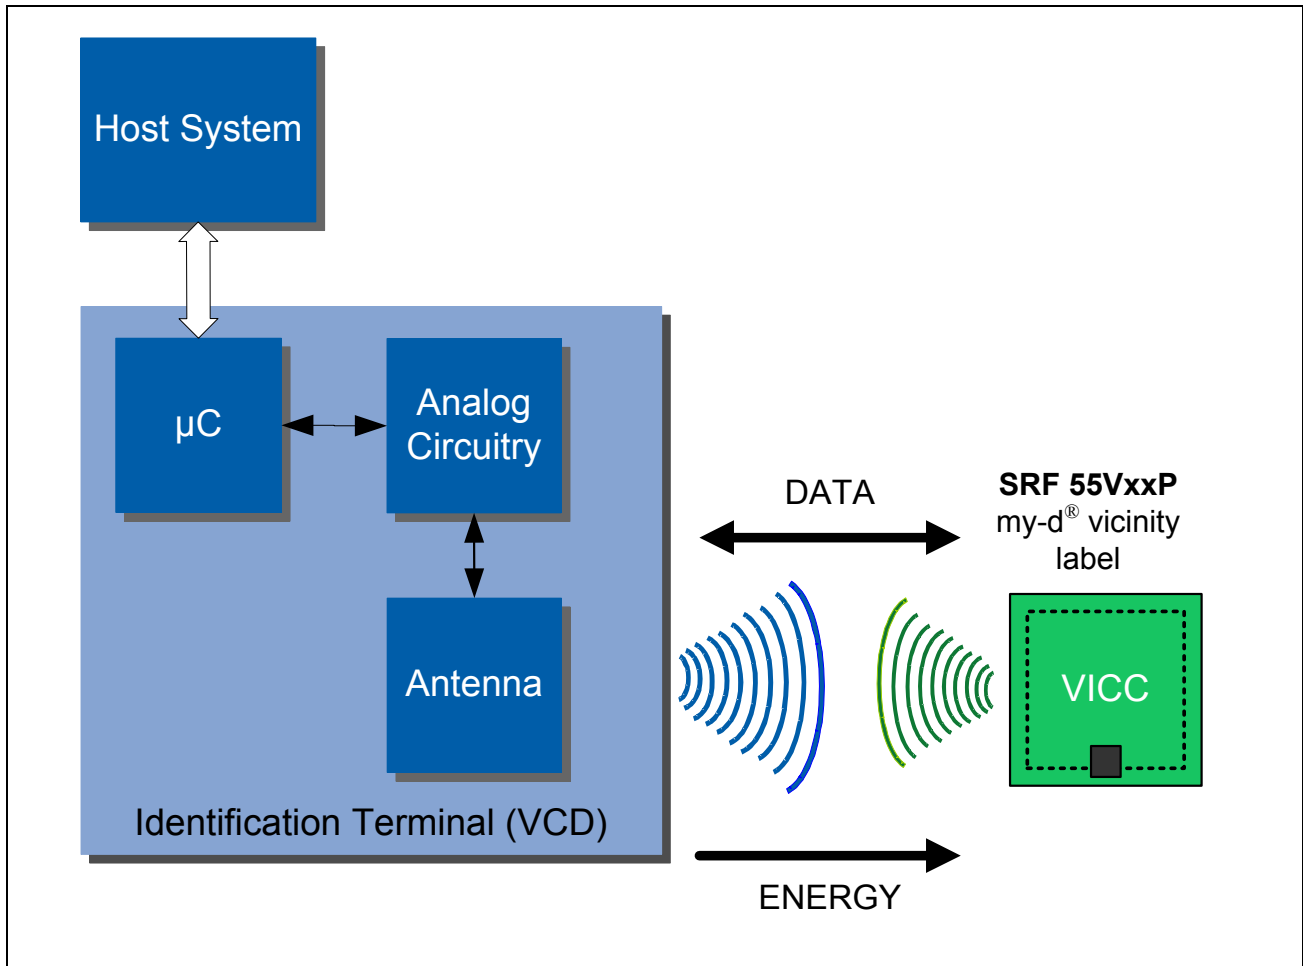 Host System
µC
Analog
Circuitry
Antenna
Identification Terminal (VCD)
DATA
ENERGY
SRF 55VxxP
my-d® vicinity
label
VICC